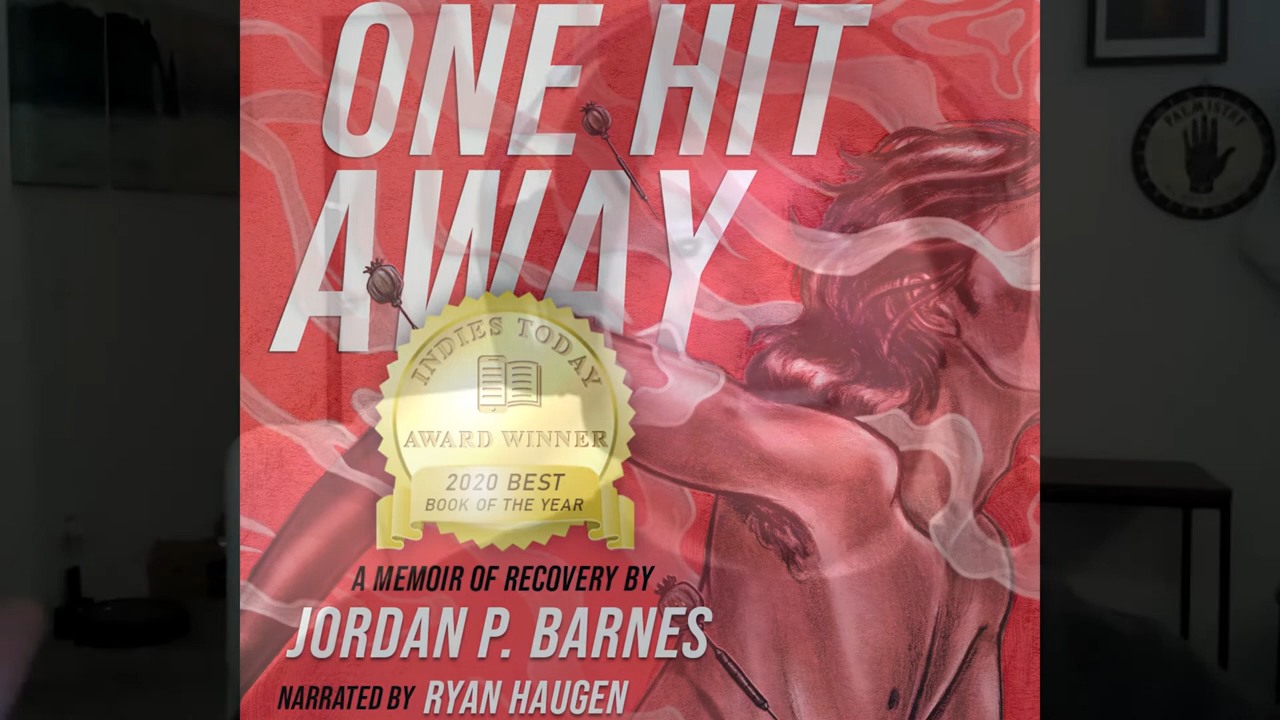 ONE HIT
AWAY
PALMISTRY
INDIES TODAY
AWARD WINNER
2020 BEST
BOOK OF THE YEAR
A MEMOIR OF RECOVERY BY
JORDAN P. BARNES
NARRATED BY RYAN HAUGEN